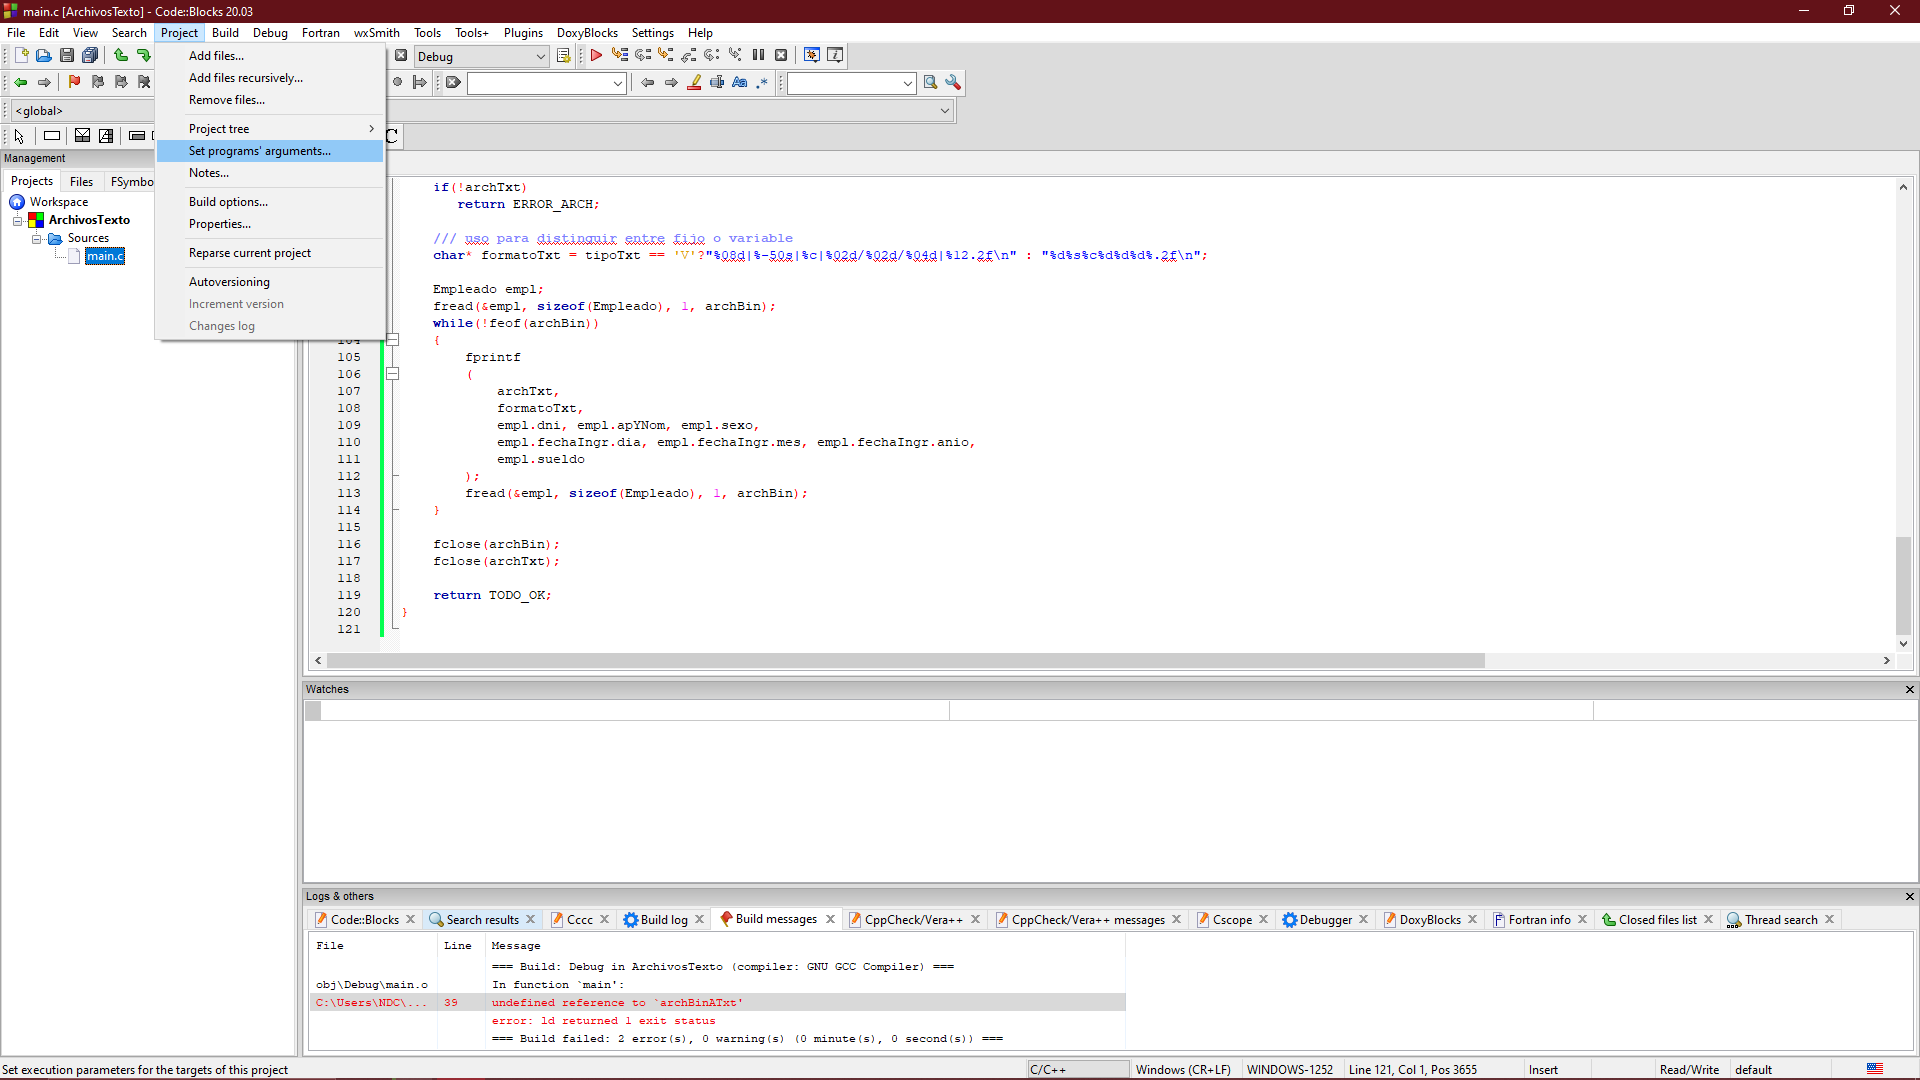 main.c [ArchivosTexto] - Code::Blocks 20.03
File Edit View Search Project Build Debug Fortran wxSmith Tools Tools+ Plugins DoxyBlocks Settings Help
Debug
<global>
Add files...
Add files recursively...
Remove files...
Project tree
Set programs' arguments...
Notes...
Build options...
Properties...
Reparse current project
Autoversioning
Increment version
Changes log
Management
Projects Files FSymbo
Workspace
ArchivosTexto
Sources
main.c
if(!archTxt)
return ERROR_ARCH;
/// uso para distinguir entre fijo o variable
char* formatoTxt = tipoTxt == 'V'?"%08d|%-50s|%c|%02d/%02d/%04d|%12.2f\n" : "%d%s%c%d%d%d%.2f\n";
Empleado empl;
fread(&empl, sizeof(Empleado), 1, archBin);
while(!feof(archBin))
104 {
105 fprintf
106 (
107 archTxt,
108 formatoTxt,
109 empl.dni, empl.apYNom, empl.sexo,
110 empl.fechaIngr.dia, empl.fechaIngr.mes, empl.fechaIngr.anio,
111 empl.sueldo
112 );
113 fread(&empl, sizeof(Empleado), 1, archBin);
114 }
115
116 fclose(archBin);
117 fclose(archTxt);
118
119 return TODO_OK;
120 }
121
Watches
Logs & others
Code::Blocks Search results Cccc Build log Build messages CppCheck/Vera++ CppCheck/Vera++ messages Cscope Debugger DoxyBlocks Fortran info Closed files list Thread search
File Line Message
=== Build: Debug in ArchivosTexto (compiler: GNU GCC Compiler) ===
obj\Debug\main.o In function `main':
C:\Users\NDC\... 39 undefined reference to `archBinATxt'
error: ld returned 1 exit status
=== Build failed: 2 error(s), 0 warning(s) (0 minute(s), 0 second(s)) ===
Set execution parameters for the targets of this project C/C++ Windows (CR+LF) WINDOWS-1252 Line 121, Col 1, Pos 3655 Insert Read/Write default